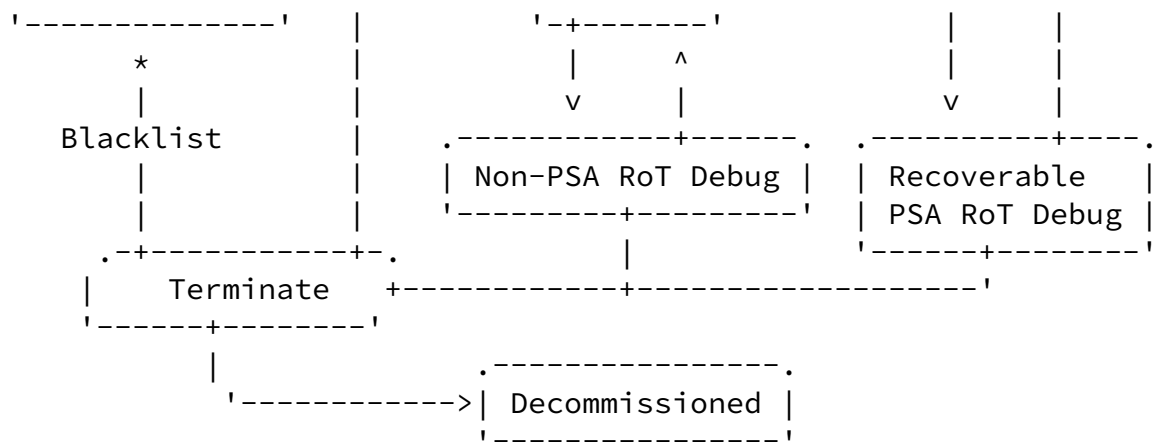 Blacklist
Non-PSA RoT Debug
Recoverable
PSA RoT Debug
Terminate
Decommissioned